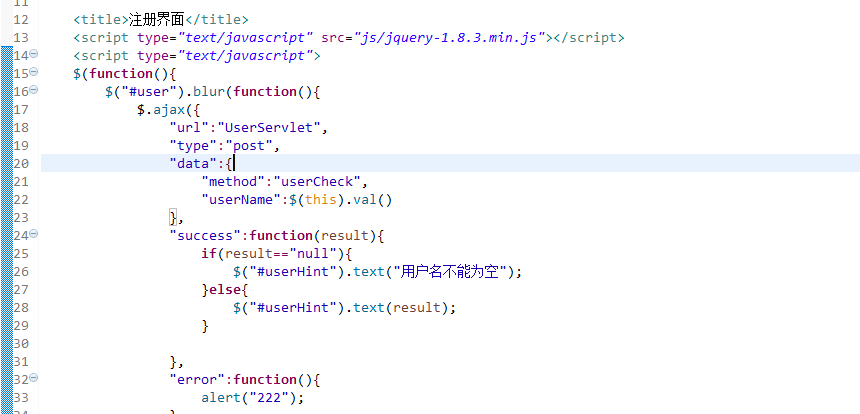 11
12 <title>注册界面</title>
13 <script type="text/javascript" src="js/jquery-1.8.3.min.js"></script>
14 <script type="text/javascript">
15 $(function(){
16 $("#user").blur(function(){
17 $.ajax({
18 "url":"UserServlet",
19 "type":"post",
20 "data":{
21 "method":"userCheck",
22 "userName":$(this).val()
23 },
24 "success":function(result){
25 if(result=="null"){
26 $("#userHint").text("用户名不能为空");
27 }else{
28 $("#userHint").text(result);
29 }
30
31 },
32 "error":function(){
33 alert("222");
34 }